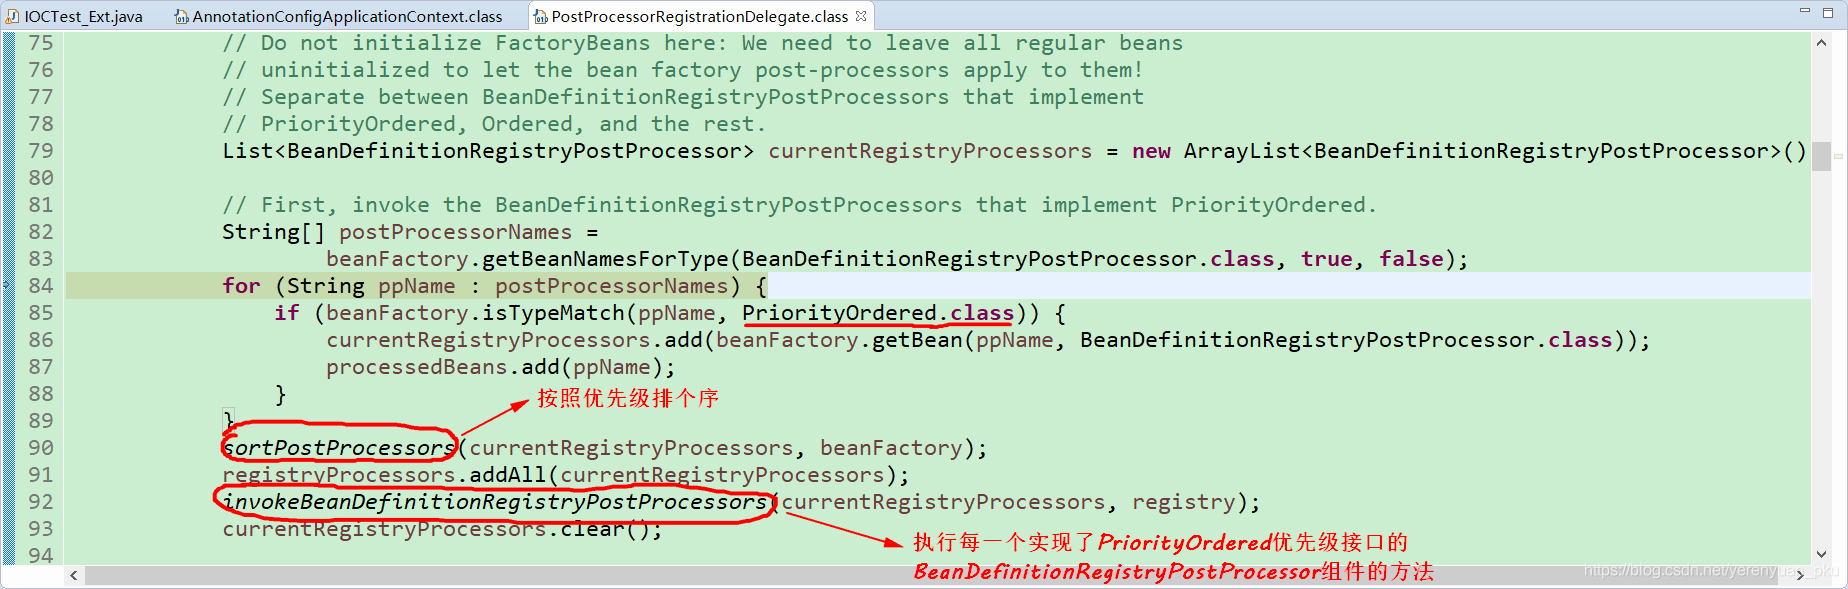 IOCTest_Ext.java AnnotationConfigApplicationContext.class PostProcessorRegistrationDelegate.class
75 // Do not initialize FactoryBeans here: We need to leave all regular beans
76 // uninitialized to let the bean factory post-processors apply to them!
77 // Separate between BeanDefinitionRegistryPostProcessors that implement
78 // PriorityOrdered, Ordered, and the rest.
79 List<BeanDefinitionRegistryPostProcessor> currentRegistryProcessors = new ArrayList<BeanDefinitionRegistryPostProcessor>()
80
81 // First, invoke the BeanDefinitionRegistryPostProcessors that implement PriorityOrdered.
82 String[] postProcessorNames =
83 beanFactory.getBeanNamesForType(BeanDefinitionRegistryPostProcessor.class, true, false);
84 for (String ppName : postProcessorNames) {
85 if (beanFactory.isTypeMatch(ppName, PriorityOrdered.class)) {
86 currentRegistryProcessors.add(beanFactory.getBean(ppName, BeanDefinitionRegistryPostProcessor.class));
87 processedBeans.add(ppName);
88 }
按照优先级排个序
89 }
90 sortPostProcessors(currentRegistryProcessors, beanFactory);
91 registryProcessors.addAll(currentRegistryProcessors);
92 invokeBeanDefinitionRegistryPostProcessors(currentRegistryProcessors, registry);
93 currentRegistryProcessors.clear();
执行每一个实现了PriorityOrdered优先级接口的
94
BeanDefinitionRegistryPostProcessor组件的方法
https://blog.csdn.net/yerenyuan_pku